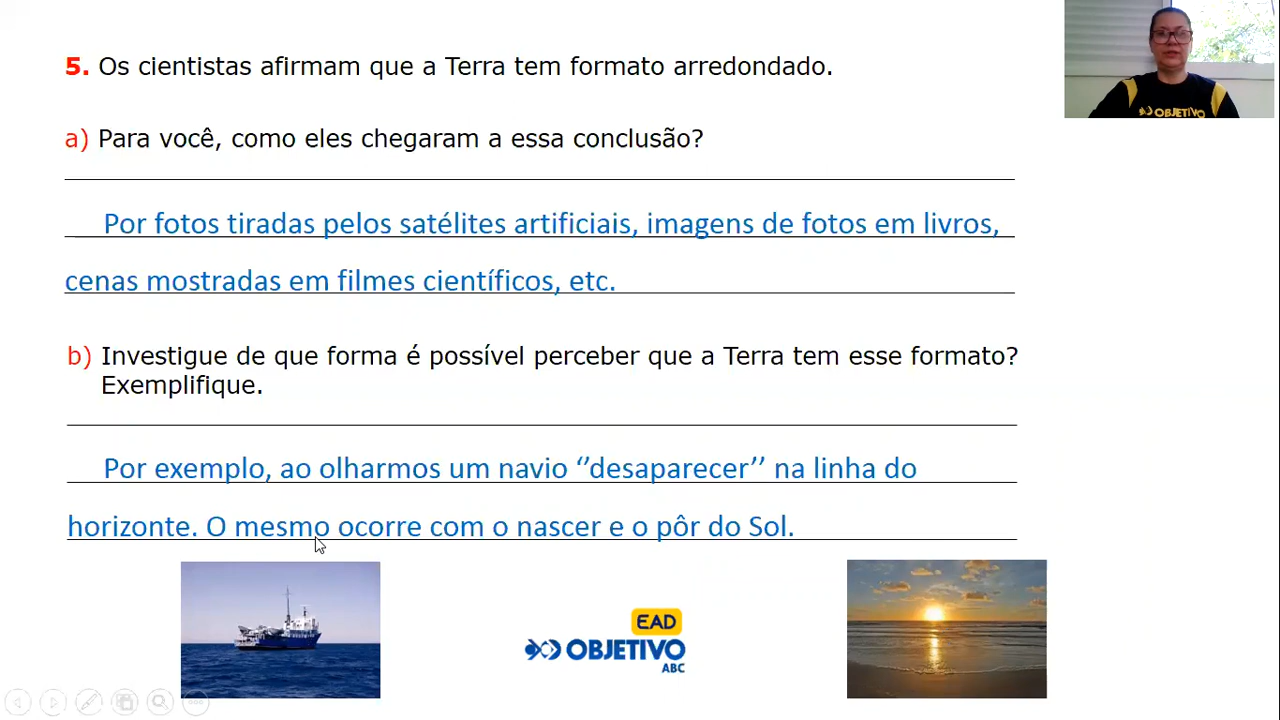 5. Os cientistas afirmam que a Terra tem formato arredondado.
OBJETIVO
a) Para você, como eles chegaram a essa conclusão?
Por fotos tiradas pelos satélites artificiais, imagens de fotos em livros,
cenas mostradas em filmes científicos, etc.
b) Investigue de que forma é possível perceber que a Terra tem esse formato?
Exemplifique.
Por exemplo, ao olharmos um navio ‘’desaparecer’’ na linha do
horizonte. O mesmo ocorre com o nascer e o pôr do Sol.
EAD
OBJETIVO
ABC